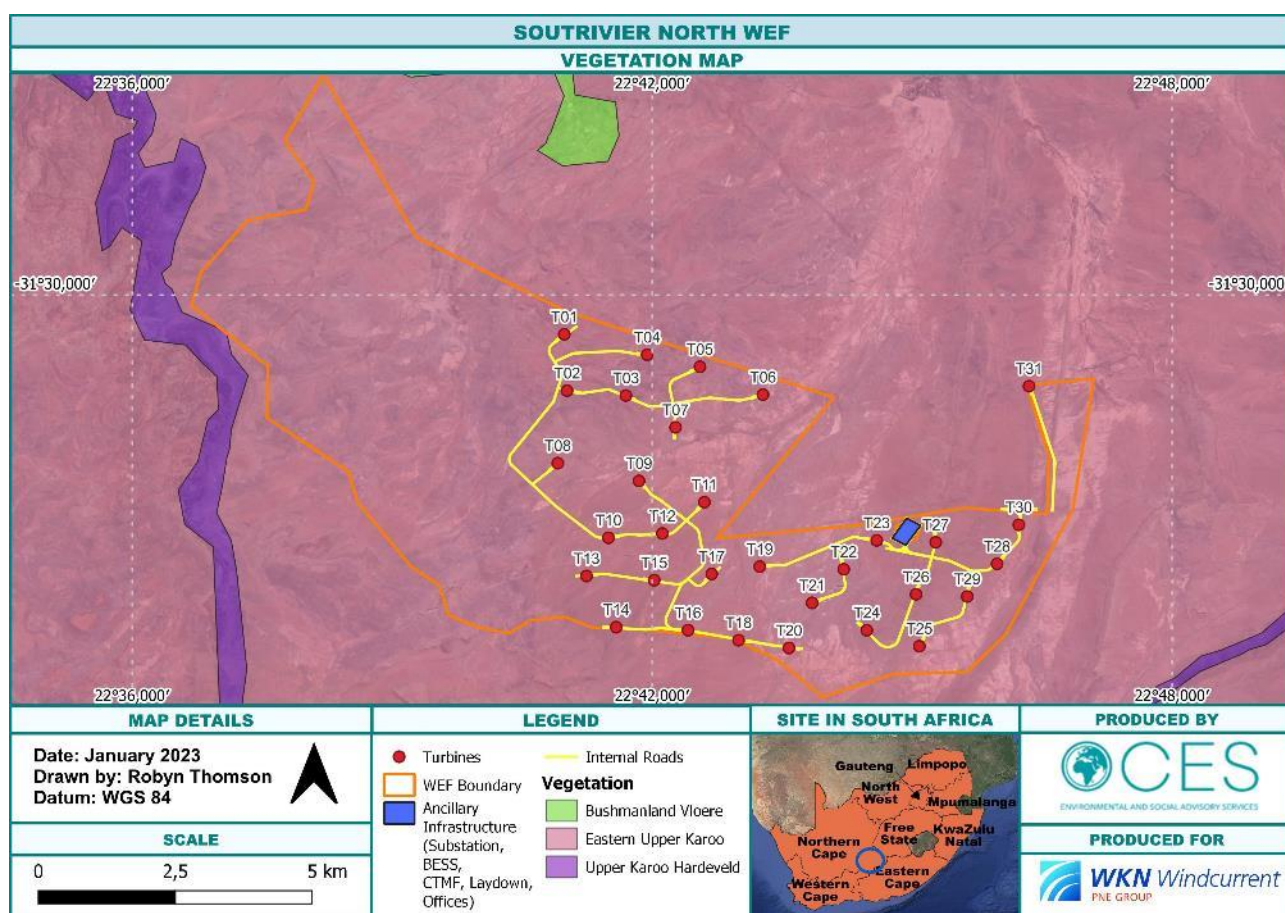 SOUTRIVIER NORTH WEF
VEGETATION MAP
22°36,000′
22°42,000′
22°48,000′
-31°30,000′
-31°30,000′
T01
T04
T05
T02
T03
T06
T31
T07
T08
T09
T11
T10
T12
T30
T23
T27
T13
T15
T17
T19
T22
T28
T21
T26
T29
T14
T16
T18
T20
T24
T25
22°36,000′
22°42,000′
22°48,000′
MAP DETAILS
Date: January 2023
Drawn by: Robyn Thomson
Datum: WGS 84
SCALE
0 2,5 5 km
LEGEND
Turbines
WEF Boundary
Ancillary
Infrastructure
(Substation,
BESS,
CTMF, Laydown,
Offices)
Internal Roads
Vegetation
Bushmanland Vloere
Eastern Upper Karoo
Upper Karoo Hardeveld
SITE IN SOUTH AFRICA
Limpopo
Gauteng
North
West
Mpumalanga
Free
State
KwaZulu
Natal
Northern
Cape
Eastern
Cape
Western
Cape
PRODUCED BY
CES
ENVIRONMENTAL AND SOCIAL ADVISORY SERVICES
PRODUCED FOR
WKN Windcurrent
PNE GROUP